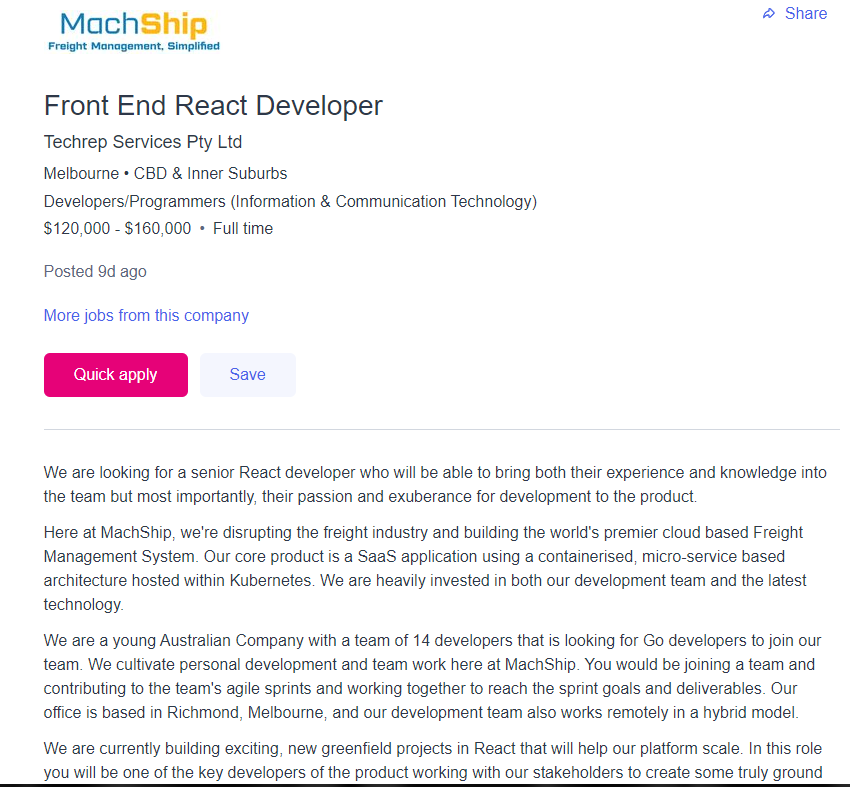 MachShip
Freight Management, Simplified
Share
Front End React Developer
Techrep Services Pty Ltd
Melbourne • CBD & Inner Suburbs
Developers/Programmers (Information & Communication Technology)
$120,000 - $160,000 • Full time
Posted 9d ago
More jobs from this company
Quick apply
Save
We are looking for a senior React developer who will be able to bring both their experience and knowledge into
the team but most importantly, their passion and exuberance for development to the product.
Here at MachShip, we're disrupting the freight industry and building the world's premier cloud based Freight
Management System. Our core product is a SaaS application using a containerised, micro-service based
architecture hosted within Kubernetes. We are heavily invested in both our development team and the latest
technology.
We are a young Australian Company with a team of 14 developers that is looking for Go developers to join our
team. We cultivate personal development and team work here at MachShip. You would be joining a team and
contributing to the team's agile sprints and working together to reach the sprint goals and deliverables. Our
office is based in Richmond, Melbourne, and our development team also works remotely in a hybrid model.
We are currently building exciting, new greenfield projects in React that will help our platform scale. In this role
you will be one of the key developers of the product working with our stakeholders to create some truly ground